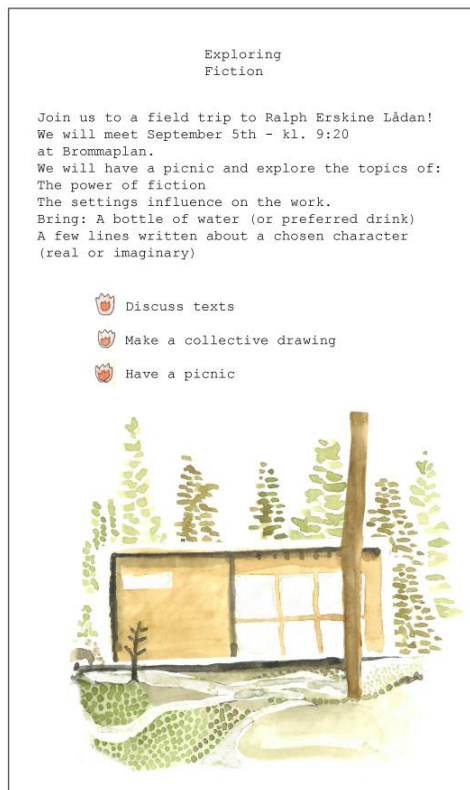 Exploring
Fiction
Join us to a field trip to Ralph Erskine Lådan!
We will meet September 5th - kl. 9:20
at Brommaplan.
We will have a picnic and explore the topics of:
The power of fiction
The settings influence on the work.
Bring: A bottle of water (or preferred drink)
A few lines written about a chosen character
(real or imaginary)
Discuss texts
Make a collective drawing
Have a picnic